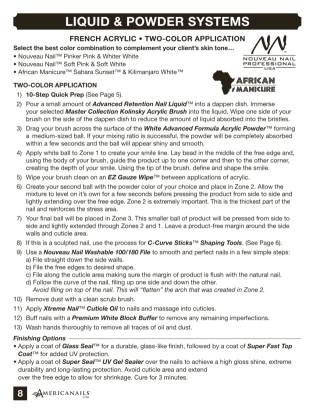 LIQUID & POWDER SYSTEMS
FRENCH ACRYLIC • TWO-COLOR APPLICATION
Select the best color combination to complement your client's skin tone…
• Nouveau Nail™ Pinker Pink & Whiter White
• Nouveau Nail™ Soft Pink & Soft White
• African Manicure™ Sahara Sunset™ & Kilimanjaro White™
NN™
NOUVEAU NAIL
PROFESSIONAL
USA
AFRICAN
MANICURE
TWO-COLOR APPLICATION
1) 10-Step Quick Prep (See Page 5).
2) Pour a small amount of Advanced Retention Nail Liquid™ into a dappen dish. Immerse
your selected Master Collection Kolinsky Acrylic Brush into the liquid. Wipe one side of your
brush on the side of the dappen dish to reduce the amount of liquid absorbed into the bristles.
3) Drag your brush across the surface of the White Advanced Formula Acrylic Powder™ forming
a medium-sized ball. If your mixing ratio is successful, the powder will be completely absorbed
within a few seconds and the ball will appear shiny and smooth.
4) Apply white ball to Zone 1 to create your smile line. Lay bead in the middle of the free edge and,
using the body of your brush, guide the product up to one corner and then to the other corner,
creating the depth of your smile. Using the tip of the brush, define and shape the smile.
5) Wipe your brush clean on an EZ Gauze Wipe™ between applications of acrylic.
6) Create your second ball with the powder color of your choice and place in Zone 2. Allow the
mixture to level on it's own for a few seconds before pressing the product from side to side and
lightly extending over the free edge. Zone 2 is extremely important. This is the thickest part of the
nail and reinforces the stress area.
7) Your final ball will be placed in Zone 3. This smaller ball of product will be pressed from side to
side and lightly extended through Zones 2 and 1. Leave a product-free margin around the side
walls and cuticle area.
8) If this is a sculpted nail, use the process for C-Curve Sticks™ Shaping Tools. (See Page 6).
9) Use a Nouveau Nail Washable 100/180 File to smooth and perfect nails in a few simple steps:
a) File straight down the side walls.
b) File the free edges to desired shape.
c) File along the cuticle area making sure the margin of product is flush with the natural nail.
d) Follow the curve of the nail, filing up one side and down the other.
Avoid filing on top of the nail. This will "flatten" the arch that was created in Zone 2.
10) Remove dust with a clean scrub brush.
11) Apply Xtreme Nail™ Cuticle Oil to nails and massage into cuticles.
12) Buff nails with a Premium White Block Buffer to remove any remaining imperfections.
13) Wash hands thoroughly to remove all traces of oil and dust.
Finishing Options
• Apply a coat of Glass Seal™ for a durable, glass-like finish, followed by a coat of Super Fast Top
Coat™ for added UV protection.
• Apply a coat of Super Seal™ UV Gel Sealer over the nails to achieve a high gloss shine, extreme
durability and long-lasting protection. Avoid cuticle area and extend
over the free edge to allow for shrinkage. Cure for 3 minutes.
8
AMERICANAILS